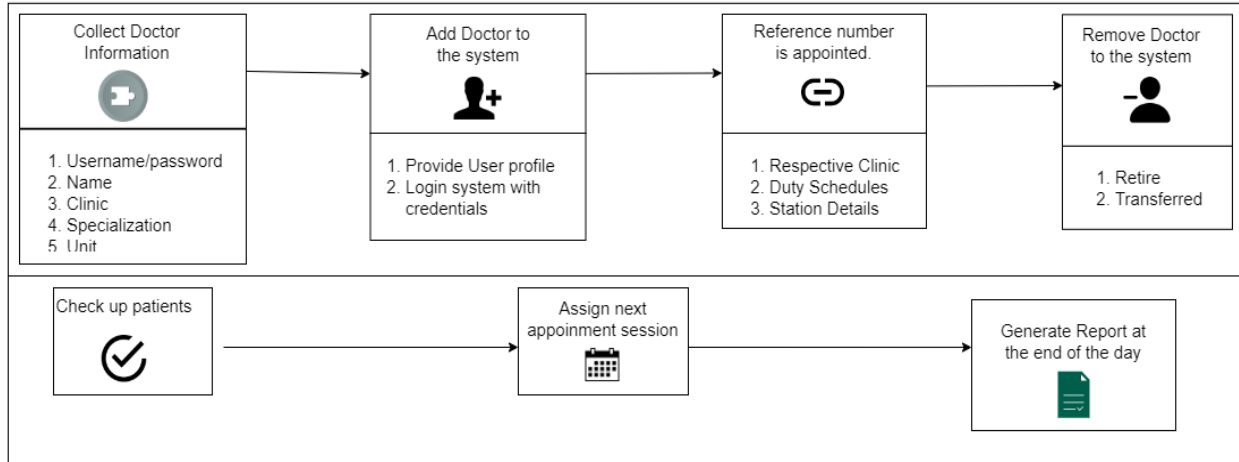 Collect Doctor
Information
1. Username/password
2. Name
3. Clinic
4. Specialization
5. Unit
Add Doctor to
the system
1. Provide User profile
2. Login system with
credentials
Reference number
is appointed.
1. Respective Clinic
2. Duty Schedules
3. Station Details
Remove Doctor
to the system
1. Retire
2. Transferred
Check up patients
Assign next
appoinment session
Generate Report at
the end of the day